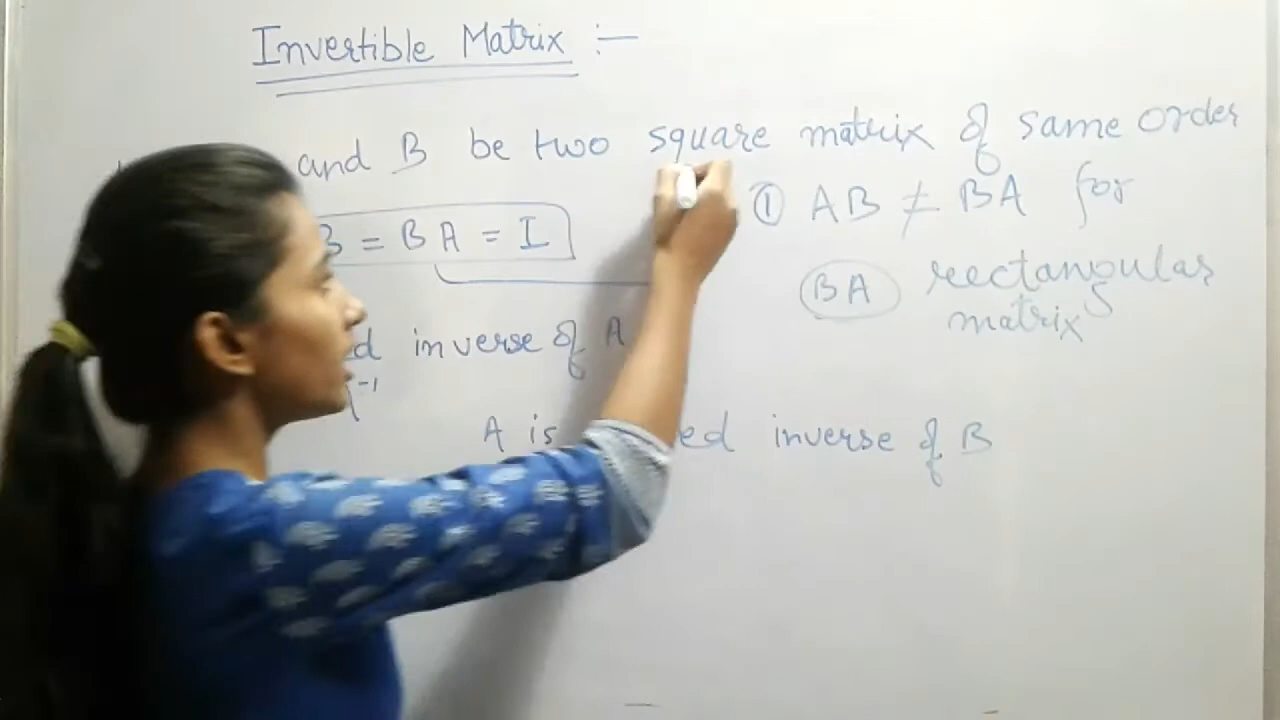 Invertible Matrix :-
and B be two square matrix of same order
B = BA = I
① AB ≠ BA for
BA rectangular
matrix
inverse of A
-1
A is ed inverse of B